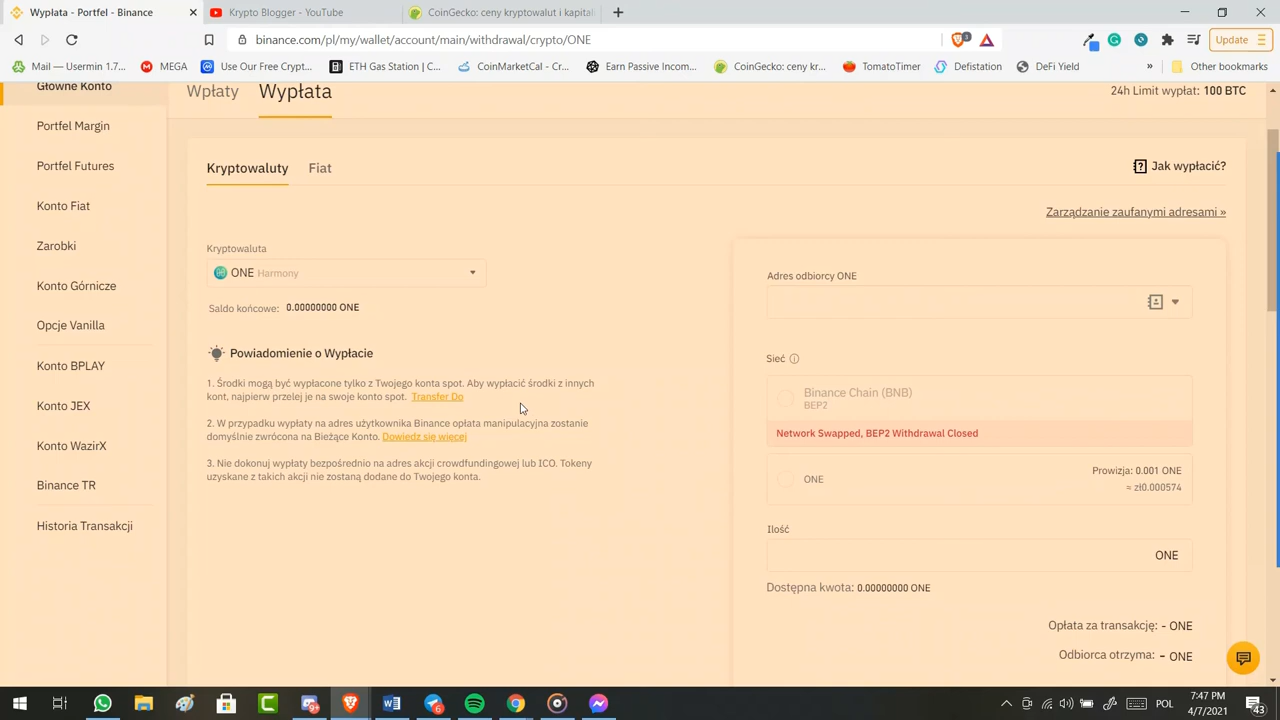 Wypłata - Portfel - Binance
Krypto Blogger - YouTube
CoinGecko: ceny kryptowalut i kapital
binance.com/pl/my/wallet/account/main/withdrawal/crypto/ONE
3
Update
Mail — Usermin 1.7...
MEGA
Use Our Free Crypt...
ETH Gas Station | C...
CoinMarketCal - Cr...
Earn Passive Incom...
CoinGecko: ceny kr...
TomatoTimer
Defistation
DeFi Yield
»
Other bookmarks
Główne Konto
Portfel Margin
Portfel Futures
Konto Fiat
Zarobki
Konto Górnicze
Opcje Vanilla
Konto BPLAY
Konto JEX
Konto WazirX
Binance TR
Historia Transakcji
Wpłaty
Wypłata
24h Limit wypłat: 100 BTC
Kryptowaluty
Fiat
Jak wypłacić?
Zarządzanie zaufanymi adresami »
Kryptowaluta
ONE Harmony
Saldo końcowe: 0.00000000 ONE
Powiadomienie o Wypłacie
1. Środki mogą być wypłacone tylko z Twojego konta spot. Aby wypłacić środki z innych
kont, najpierw przelej je na swoje konto spot. Transfer Do
2. W przypadku wypłaty na adres użytkownika Binance opłata manipulacyjna zostanie
domyślnie zwrócona na Bieżące Konto. Dowiedz się więcej
3. Nie dokonuj wypłaty bezpośrednio na adres akcji crowdfundingowej lub ICO. Tokeny
uzyskane z takich akcji nie zostaną dodane do Twojego konta.
Adres odbiorcy ONE
Sieć
Binance Chain (BNB)
BEP2
Network Swapped, BEP2 Withdrawal Closed
ONE
Prowizja: 0.001 ONE
≈ zł0.000574
Ilość
ONE
Dostępna kwota: 0.00000000 ONE
Opłata za transakcję: - ONE
Odbiorca otrzyma: - ONE
POL
7:47 PM
4/7/2021
43